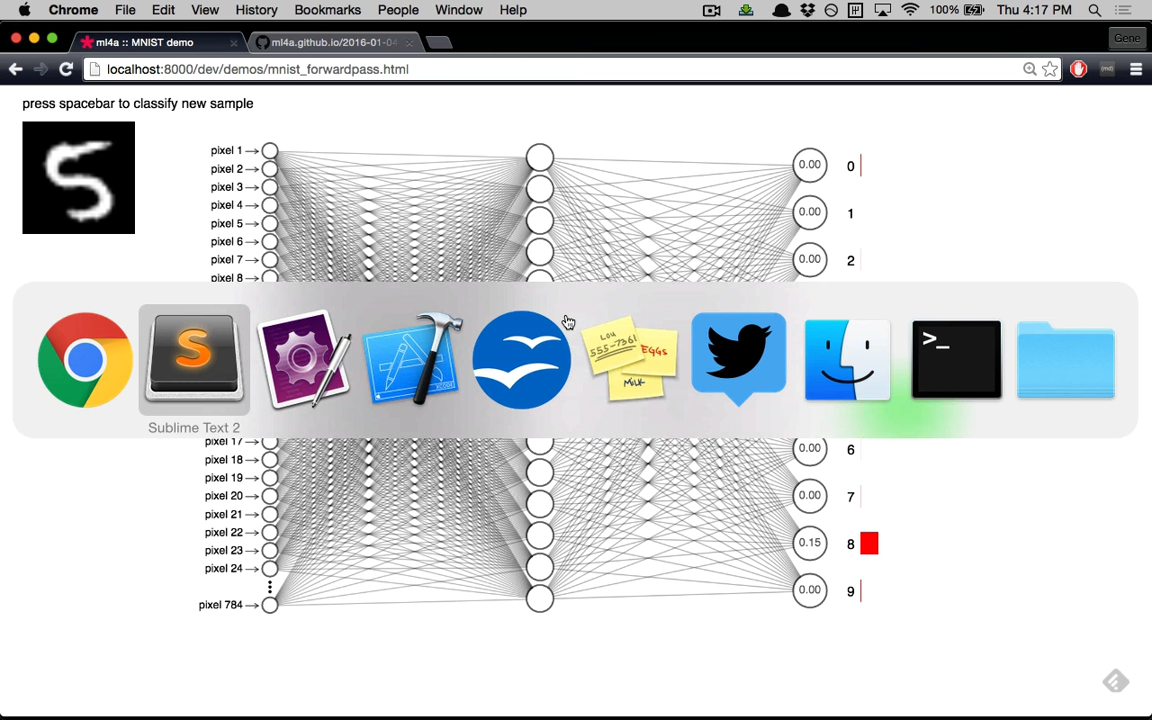 Chrome File Edit View History Bookmarks People Window Help 100% Thu 4:17 PM
ml4a :: MNIST demo
ml4a.github.io/2016-01-04
Gene
localhost:8000/dev/demos/mnist_forwardpass.html
press spacebar to classify new sample
pixel 1
pixel 2
pixel 3
pixel 4
pixel 5
pixel 6
pixel 7
pixel 8
0.00 0
0.00 1
0.00 2
LOU
555-7361
EGGS
MILK
XCODE
>_
Sublime Text 2
pixel 17
pixel 18
pixel 19
pixel 20
pixel 21
pixel 22
pixel 23
pixel 24
pixel 784
0.00 6
0.00 7
0.15 8
0.00 9